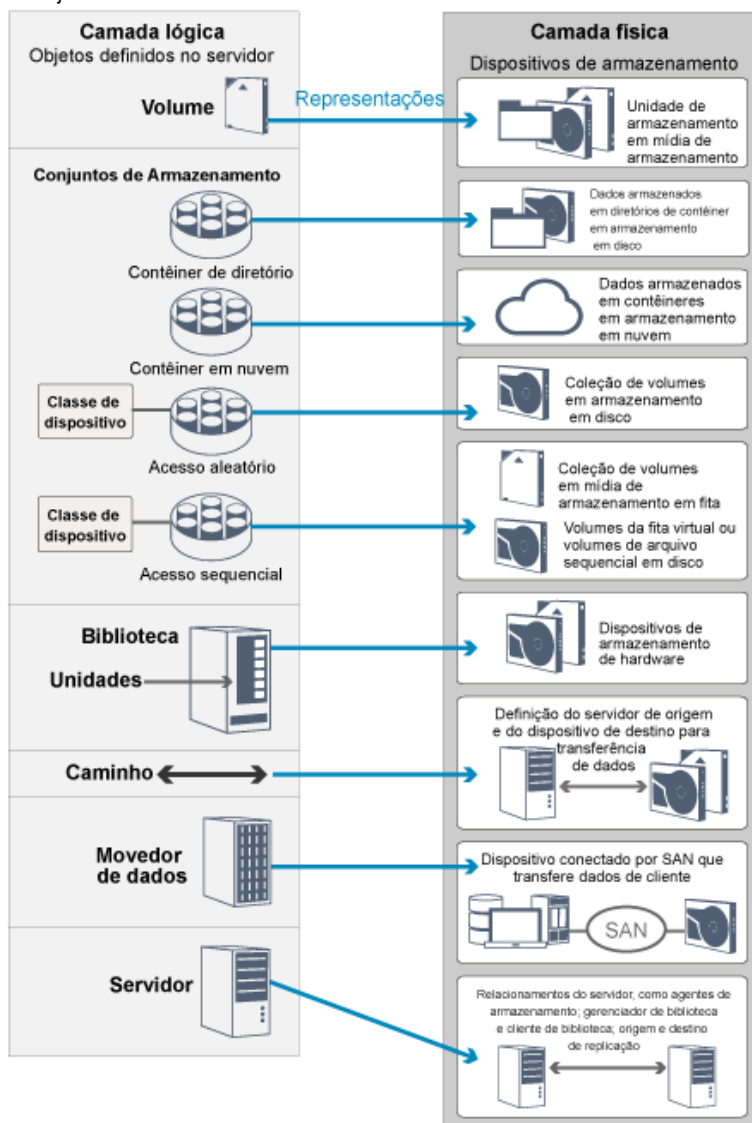 Camada lógica
Objetos definidos no servidor
Volume
Representações
Conjuntos de Armazenamento
Contêiner de diretório
Contêiner em nuvem
Classe de
dispositivo
Acesso aleatório
Classe de
dispositivo
Acesso sequencial
Biblioteca
Unidades
Caminho
Movedor
de dados
Servidor
Camada física
Dispositivos de armazenamento
Unidade de
armazenamento
em mídia de
armazenamento
Dados armazenados
em diretórios de contêiner
em armazenamento
em disco
Dados armazenados
em contêineres
em armazenamento
em nuvem
Coleção de volumes
em armazenamento
em disco
Coleção de volumes
em mídia de
armazenamento em fita
Volumes da fita virtual ou
volumes de arquivo
sequencial em disco
Dispositivos de
armazenamento
de hardware
Definição do servidor de origem
e do dispositivo de destino para
transferência
de dados
Dispositivo conectado por SAN que
transfere dados de cliente
SAN
Relacionamentos do servidor, como agentes de
armazenamento; gerenciador de biblioteca
e cliente de biblioteca; origem e destino
de replicação